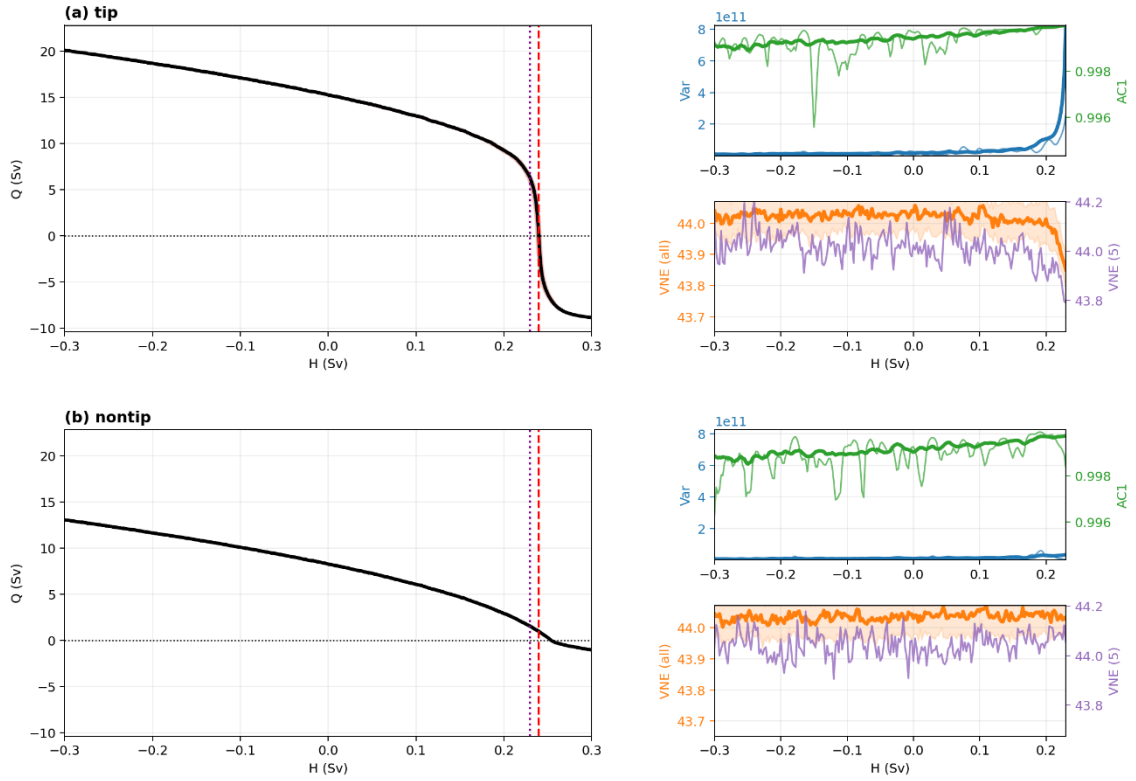 (a) tip
Q (Sv)
20
15
10
5
0
−5
−10
−0.3 −0.2 −0.1 0.0 0.1 0.2 0.3
H (Sv)
1e11
Var
8
6
4
2
0.998
0.996
AC1
−0.3 −0.2 −0.1 0.0 0.1 0.2
VNE (all)
44.0
43.9
43.8
43.7
44.2
44.0
43.8
VNE (5)
−0.3 −0.2 −0.1 0.0 0.1 0.2
H (Sv)
(b) nontip
Q (Sv)
20
15
10
5
0
−5
−10
−0.3 −0.2 −0.1 0.0 0.1 0.2 0.3
H (Sv)
1e11
Var
8
6
4
2
0.998
0.996
AC1
−0.3 −0.2 −0.1 0.0 0.1 0.2
VNE (all)
44.0
43.9
43.8
43.7
44.2
44.0
43.8
VNE (5)
−0.3 −0.2 −0.1 0.0 0.1 0.2
H (Sv)